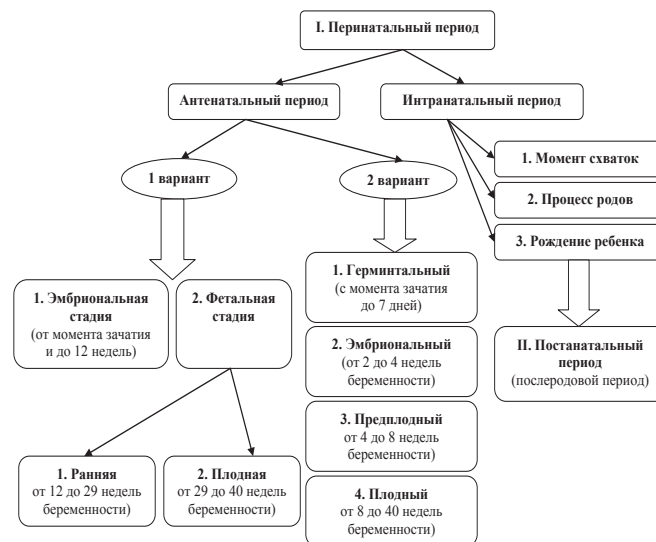 I. Перинатальный период
Антенатальный период
Интранатальный период
1 вариант
2 вариант
1. Момент схваток
2. Процесс родов
3. Рождение ребенка
1. Эмбриональная
стадия
(от момента зачатия
и до 12 недель)
2. Фетальная
стадия
1. Герминтальный
(с момента зачатия
до 7 дней)
2. Эмбриональный
(от 2 до 4 недель
беременности)
3. Предплодный
от 4 до 8 недель
беременности)
4. Плодный
от 8 до 40 недель
беременности)
II. Постанатальный
период
(послеродовой период)
1. Ранняя
от 12 до 29 недель
беременности)
2. Плодная
от 29 до 40 недель
беременности)